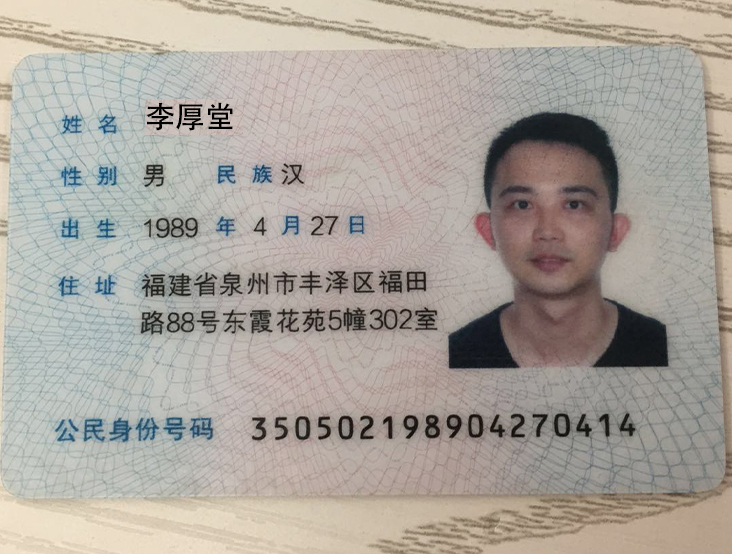 姓名 李厚堂
性别 男 民族 汉
出生 1989 年 4 月 27 日
住址 福建省泉州市丰泽区福田
路88号东霞花苑5幢302室
公民身份号码 350502198904270414